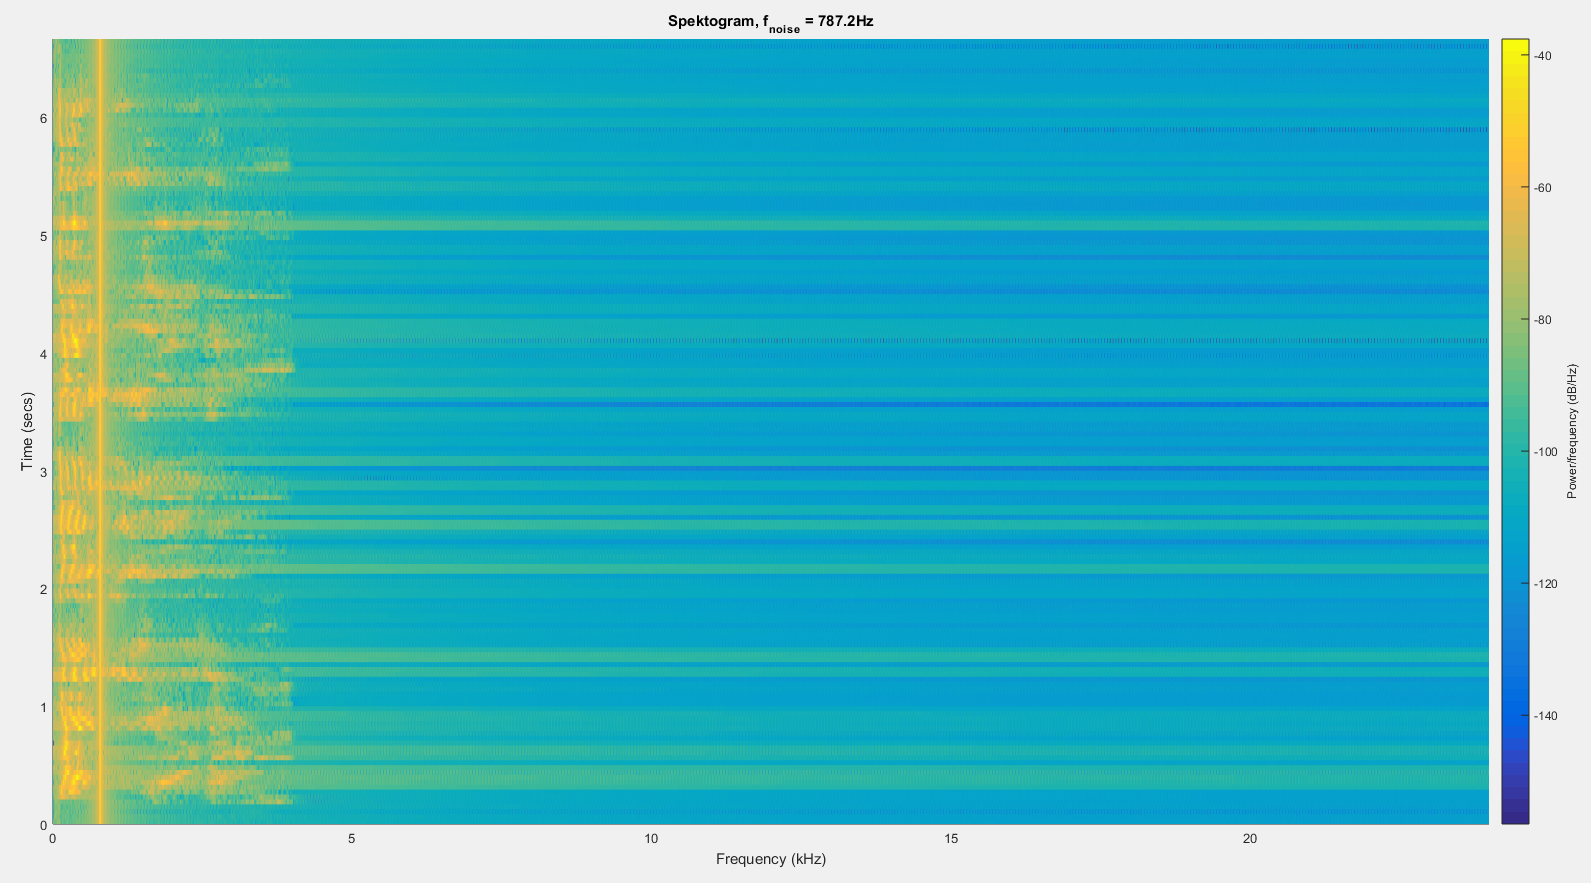 Spektogram, fnoise = 787.2Hz
6
5
4
3
2
1
0
Time (secs)
0 5 10 15 20
Frequency (kHz)
-40
-60
-80
-100
-120
-140
Power/frequency (dB/Hz)